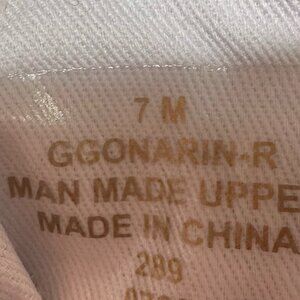 7 M
GGONARIN-R
MAN MADE UPPE
MADE IN CHINA
289